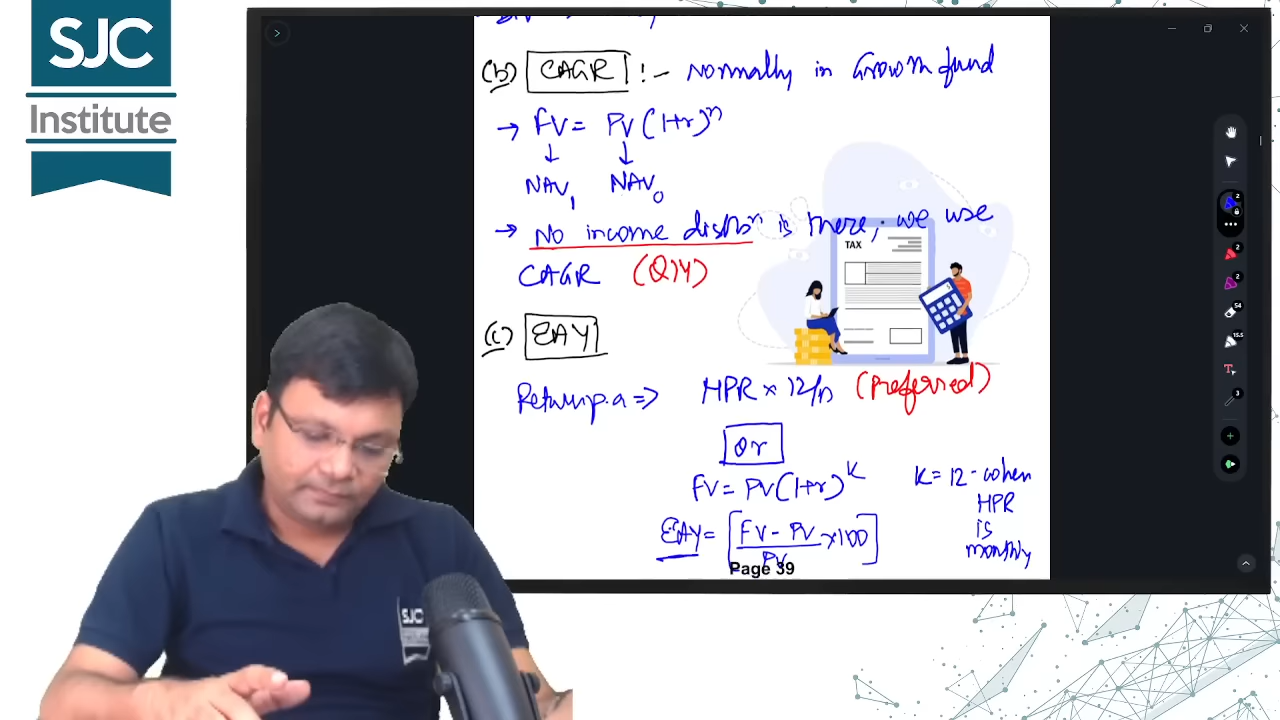 SJC
Institute
(b) CAGR :- Normally in Growth fund
→ FV = PV (1+r)^n
↓ ↓
NAV₁ NAV₀
→ No income distbⁿ is there, we use
CAGR (Q14)
TAX
(c) EAY
Return p.a => HPR × 12/n (Preferred)
or
FV = PV (1+r)^k
K = 12 - when
HPR
is
monthly
EAY = [FV - PV / PV × 100]
Page 39
SJC